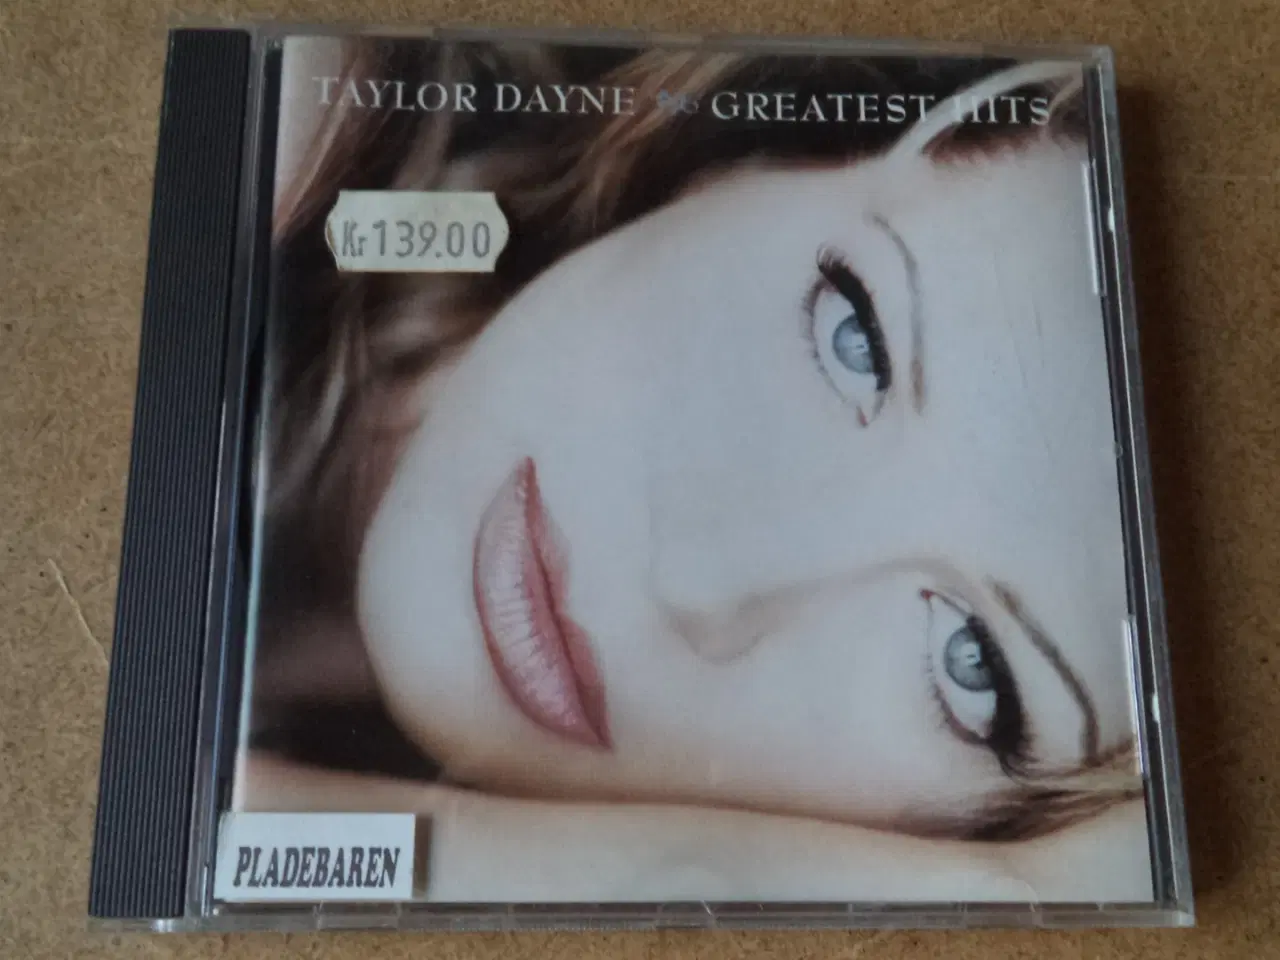 TAYLOR DAYNE GREATEST HITS
Kr 139.00
PLADEBAREN